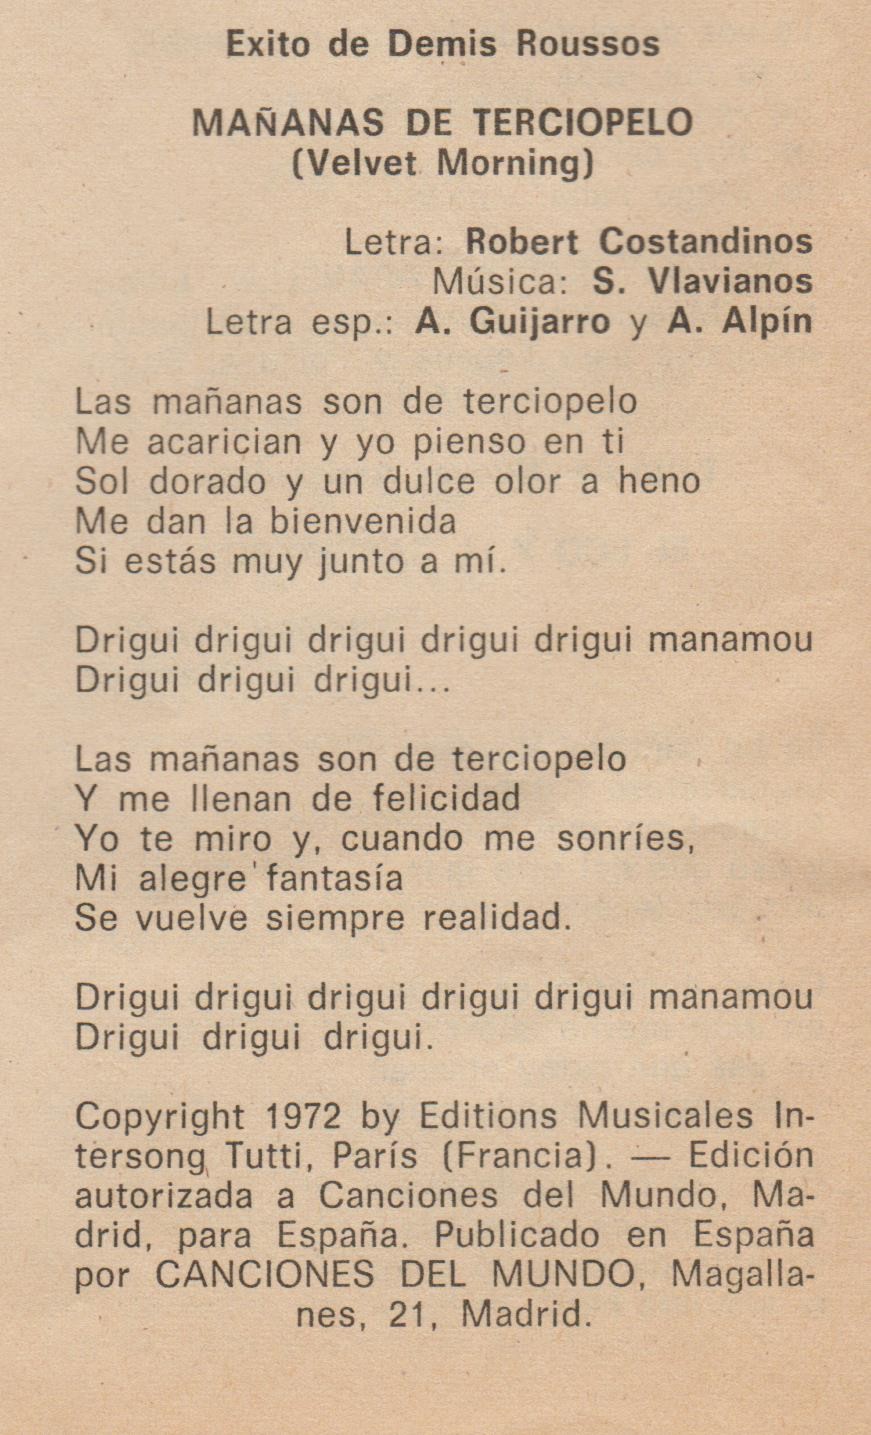 Exito de Demis Roussos
MAÑANAS DE TERCIOPELO
(Velvet Morning)
Letra: Robert Costandinos
Música: S. Vlavianos
Letra esp.: A. Guijarro y A. Alpín
Las mañanas son de terciopelo
Me acarician y yo pienso en ti
Sol dorado y un dulce olor a heno
Me dan la bienvenida
Si estás muy junto a mí.
Drigui drigui drigui drigui drigui manamou
Drigui drigui drigui...
Las mañanas son de terciopelo
Y me llenan de felicidad
Yo te miro y, cuando me sonríes,
Mi alegre fantasía
Se vuelve siempre realidad.
Drigui drigui drigui drigui drigui manamou
Drigui drigui drigui.
Copyright 1972 by Editions Musicales In-
tersong Tutti, París (Francia). — Edición
autorizada a Canciones del Mundo, Ma-
drid, para España. Publicado en España
por CANCIONES DEL MUNDO, Magalla-
nes, 21, Madrid.